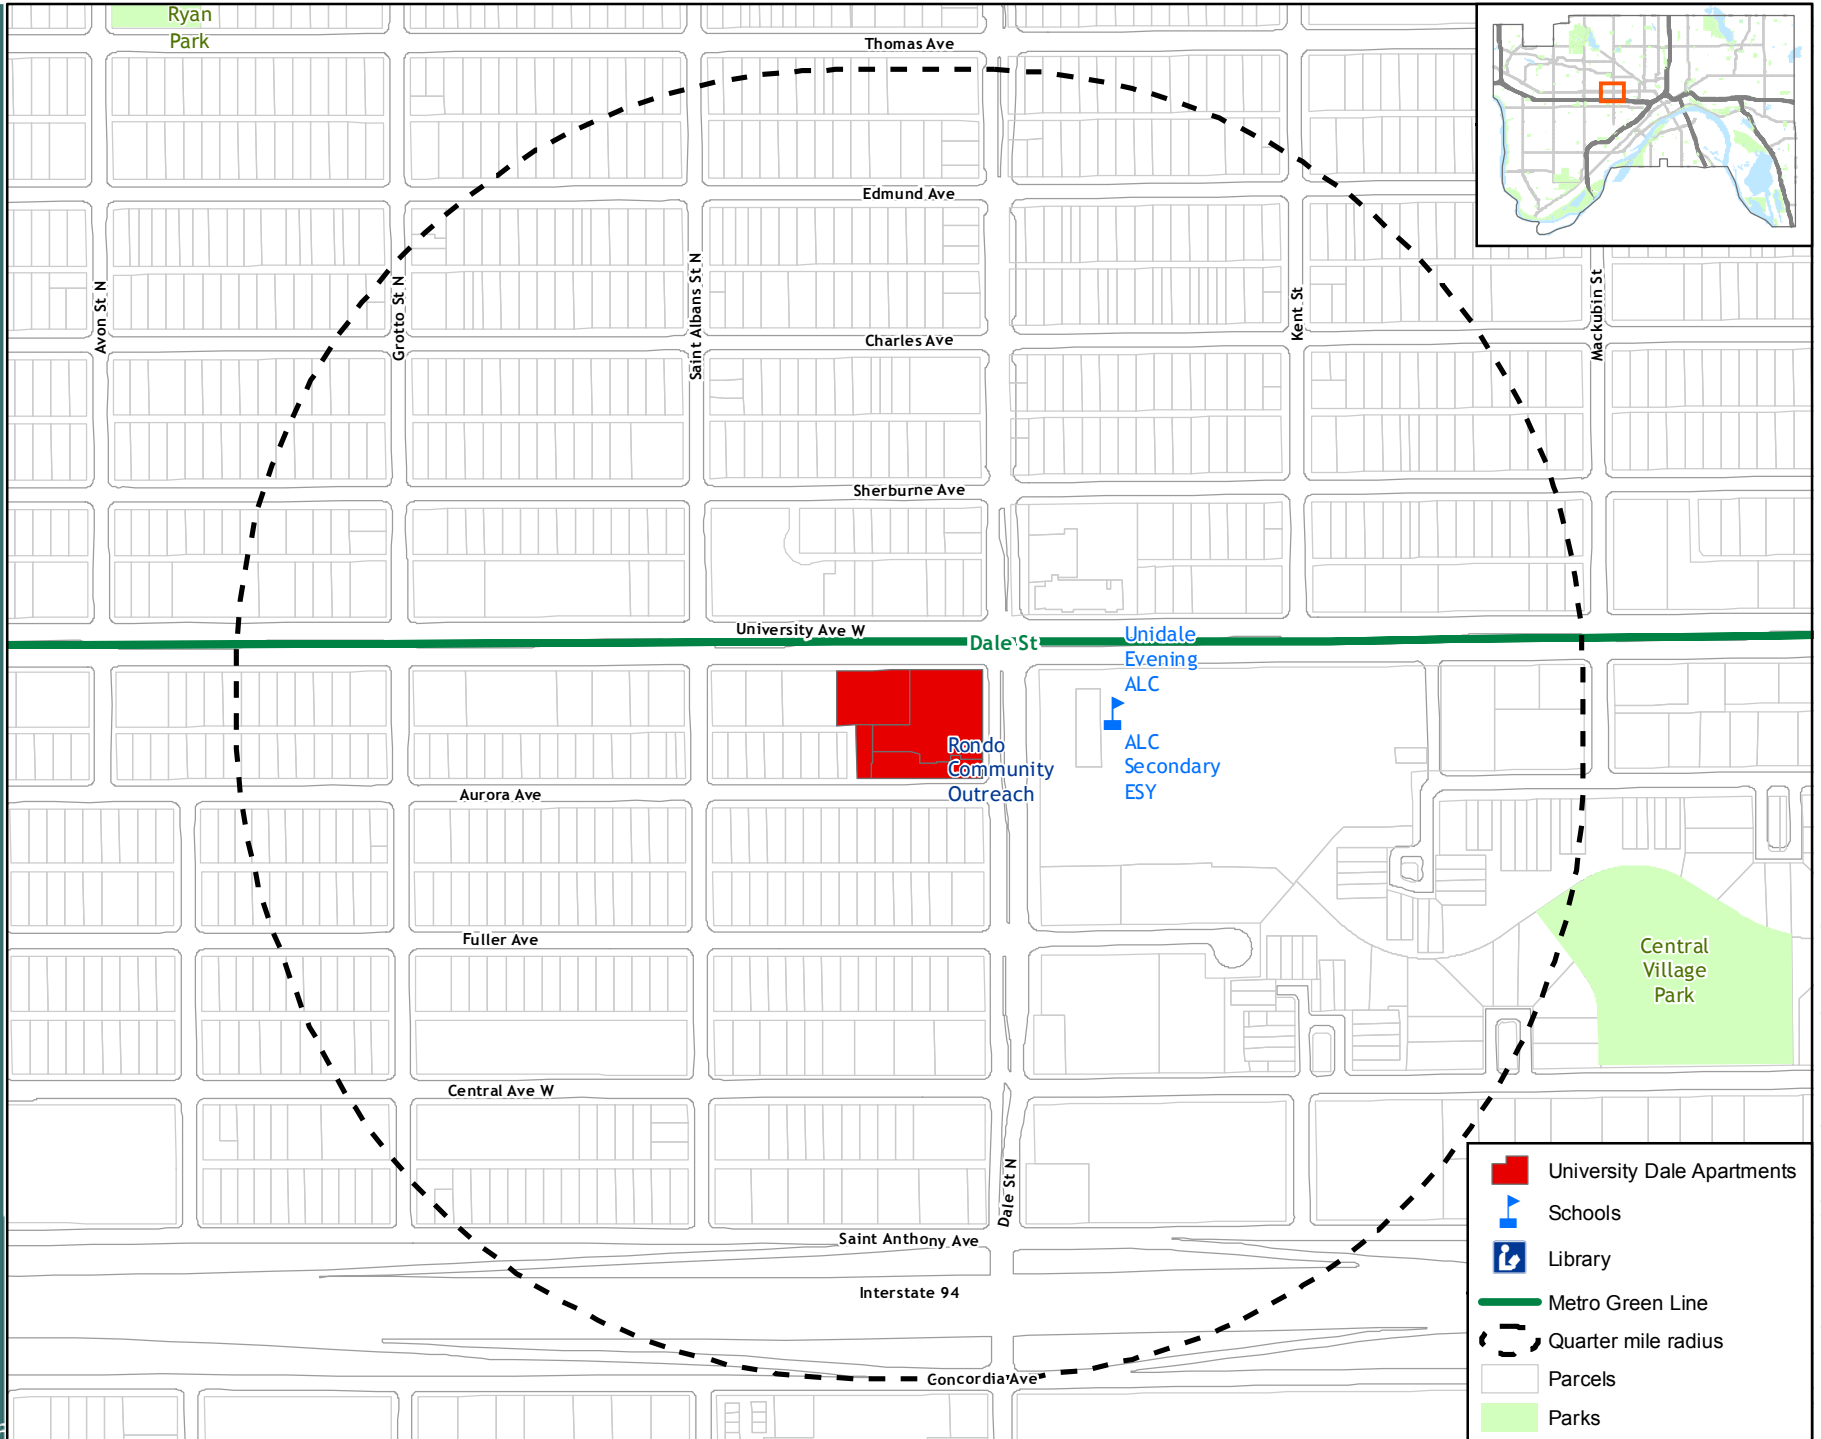 Ryan
Park
Thomas Ave
Edmund Ave
Avon St N
Grotto St N
Saint Albans St N
Kent St
Mackubin St
Charles Ave
Sherburne Ave
University Ave W
Dale St
Unidale
Evening
ALC
ALC
Secondary
ESY
Rondo
Community
Outreach
Aurora Ave
Fuller Ave
Central
Village
Park
Central Ave W
Dale St N
Saint Anthony Ave
Interstate 94
Concordia Ave
University Dale Apartments
Schools
Library
Metro Green Line
Quarter mile radius
Parcels
Parks